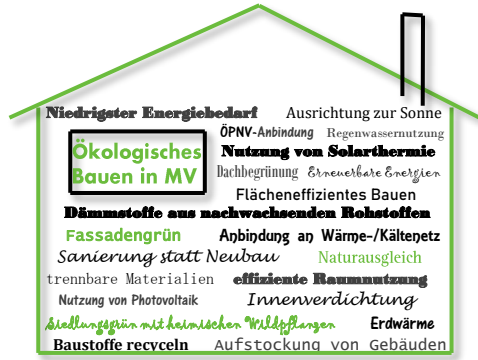 Niedrigster Energiebedarf Ausrichtung zur Sonne
ÖPNV-Anbindung Regenwassernutzung
Ökologisches
Bauen in MV
Nutzung von Solarthermie
Dachbegrünung Erneuerbare Energien
Flächeneffizientes Bauen
Dämmstoffe aus nachwachsenden Rohstoffen
Fassadengrün Anbindung an Wärme-/Kältenetz
Sanierung statt Neubau Naturausgleich
trennbare Materialien effiziente Raumnutzung
Nutzung von Photovoltaik Innenverdichtung
Siedlungsgrün mit heimischen Wildpflanzen Erdwärme
Baustoffe recyceln Aufstockung von Gebäuden